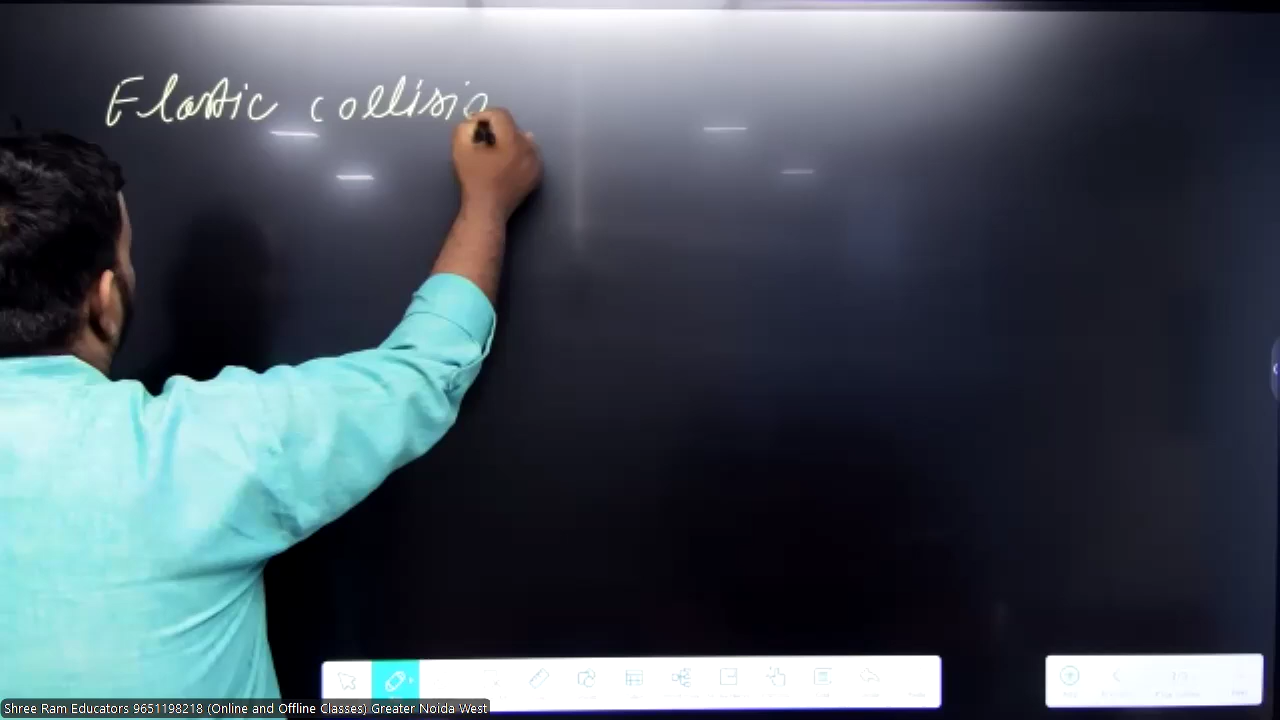 Elastic collisio
Shree Ram Educators 9651198218 (Online and Offline Classes) Greater Noida West